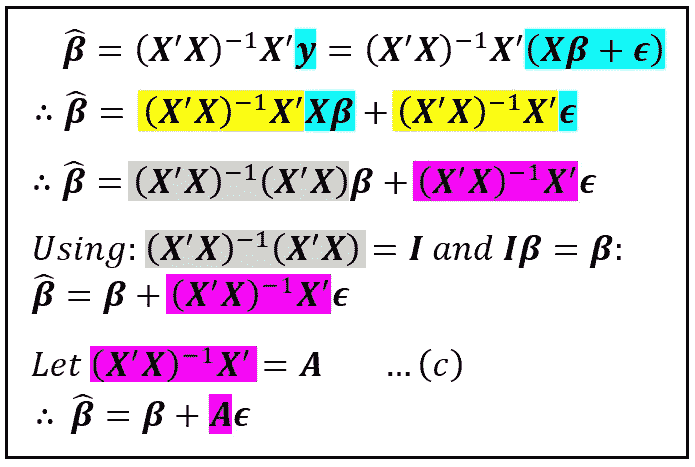 β̂ = (X′X)⁻¹X′y = (X′X)⁻¹X′(Xβ + ϵ)
∴ β̂ = (X′X)⁻¹X′Xβ + (X′X)⁻¹X′ϵ
∴ β̂ = (X′X)⁻¹(X′X)β + (X′X)⁻¹X′ϵ
Using: (X′X)⁻¹(X′X) = I and Iβ = β:
β̂ = β + (X′X)⁻¹X′ϵ
Let (X′X)⁻¹X′ = A ...(c)
∴ β̂ = β + Aϵ